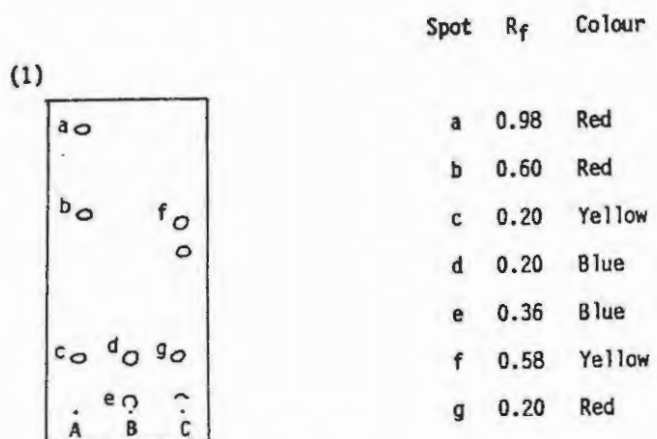 Spot Rf Colour
(1)
a
a 0.98 Red
b
b 0.60 Red
f
c 0.20 Yellow
d 0.20 Blue
e 0.36 Blue
c d g
f 0.58 Yellow
e
g 0.20 Red
A B C